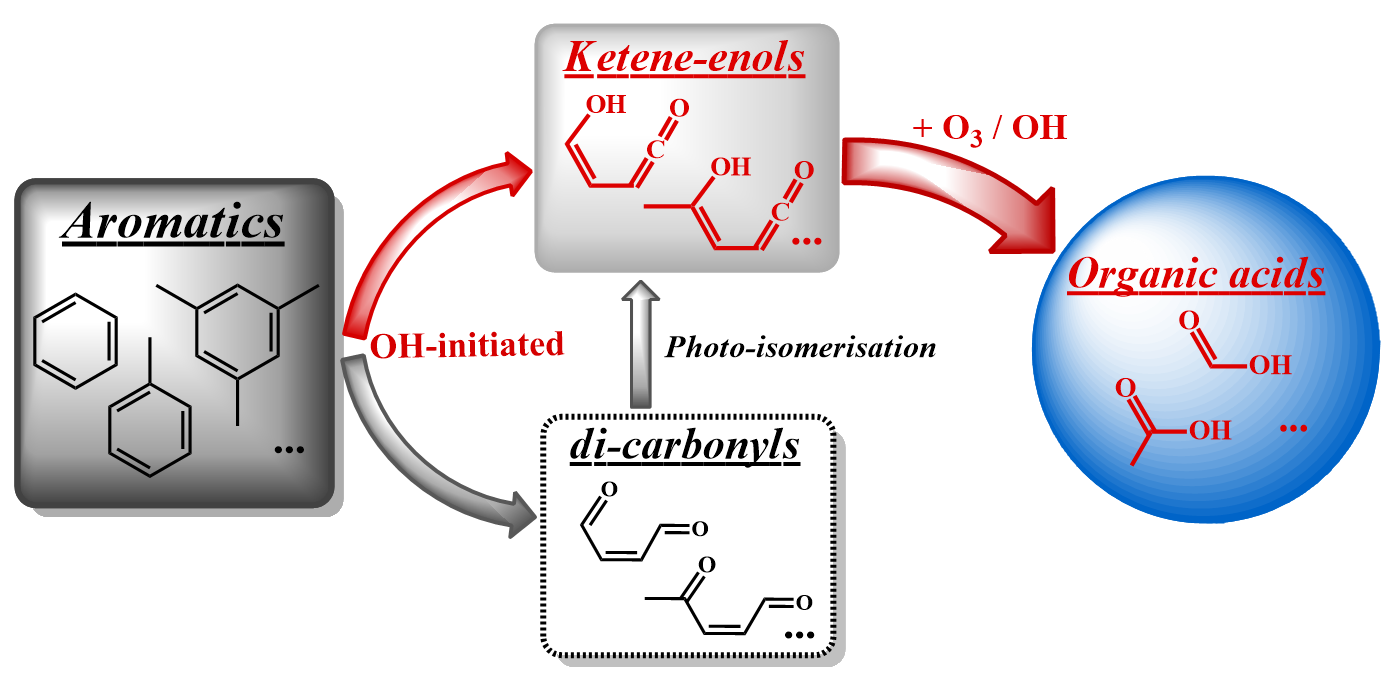 Ketene-enols
OH
O
C
OH
O
C
...
+ O₃ / OH
Aromatics
...
OH-initiated
Photo-isomerisation
Organic acids
O
OH
O
OH
...
di-carbonyls
O
O
O
O
...